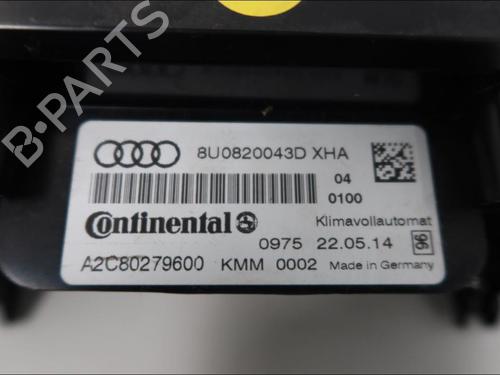 B-PARTS
8U0820043D XHA
04
0100
Continental
Klimavollautomat
0975 22.05.14
A2C80279600 KMM 0002 Made in Germany